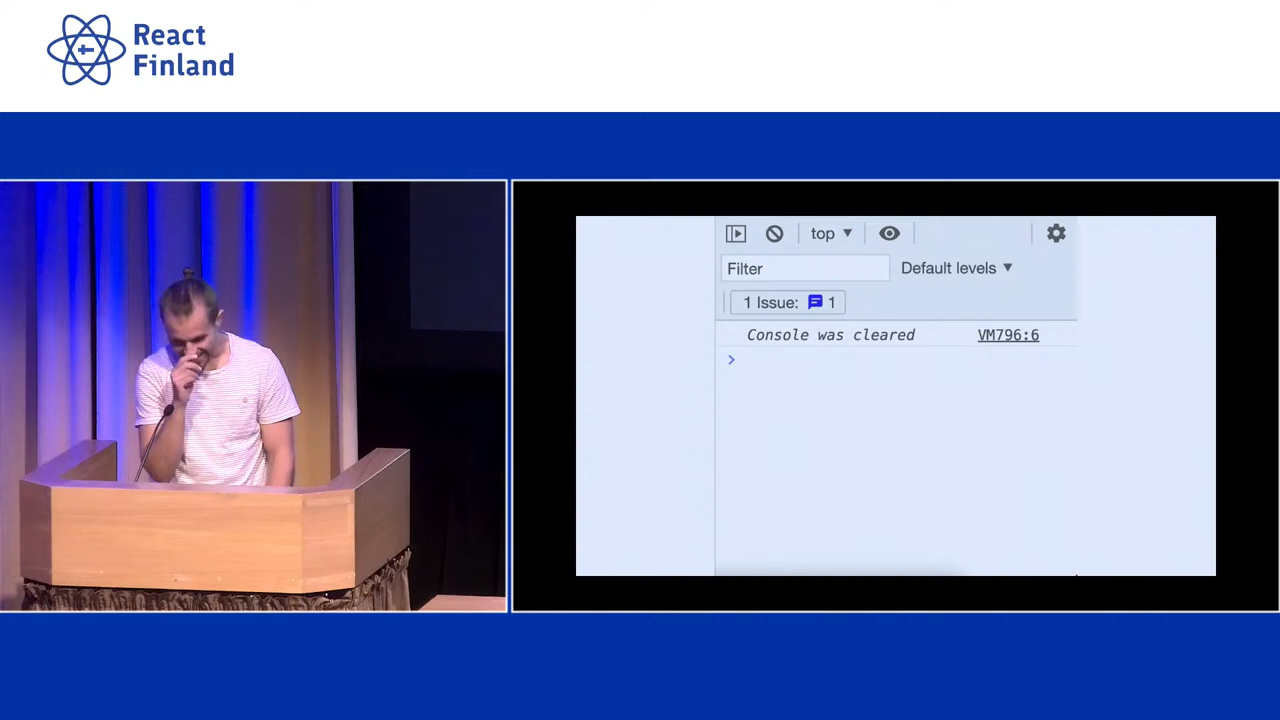 React
Finland
top
Filter
Default levels
1 Issue: 1
Console was cleared VM796:6
>